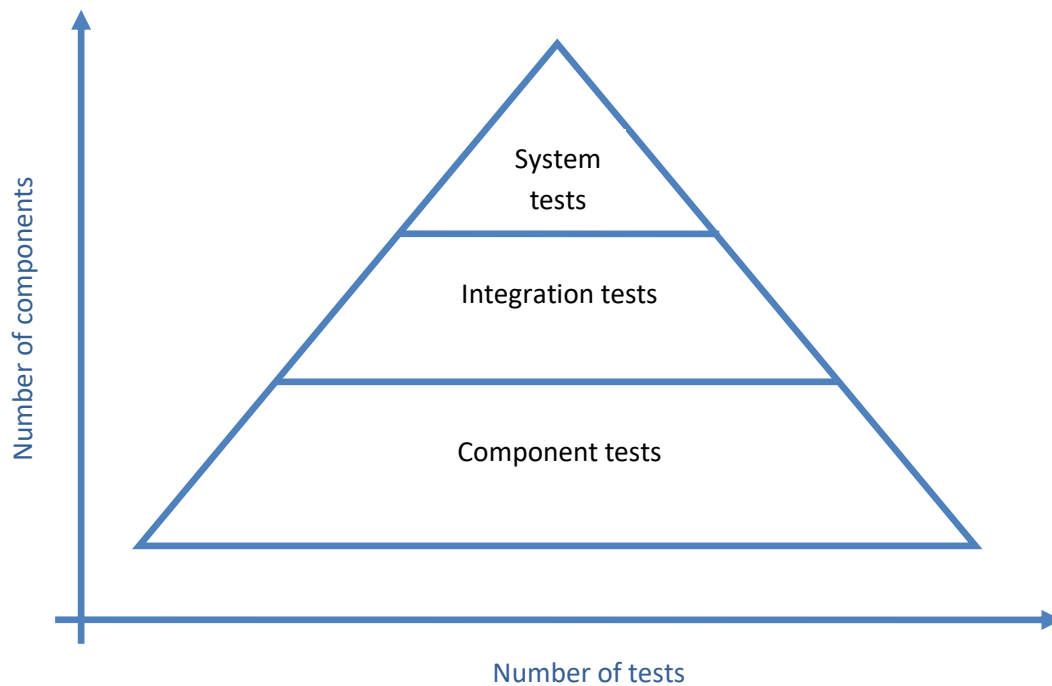 Number of components
System
tests
Integration tests
Component tests
Number of tests